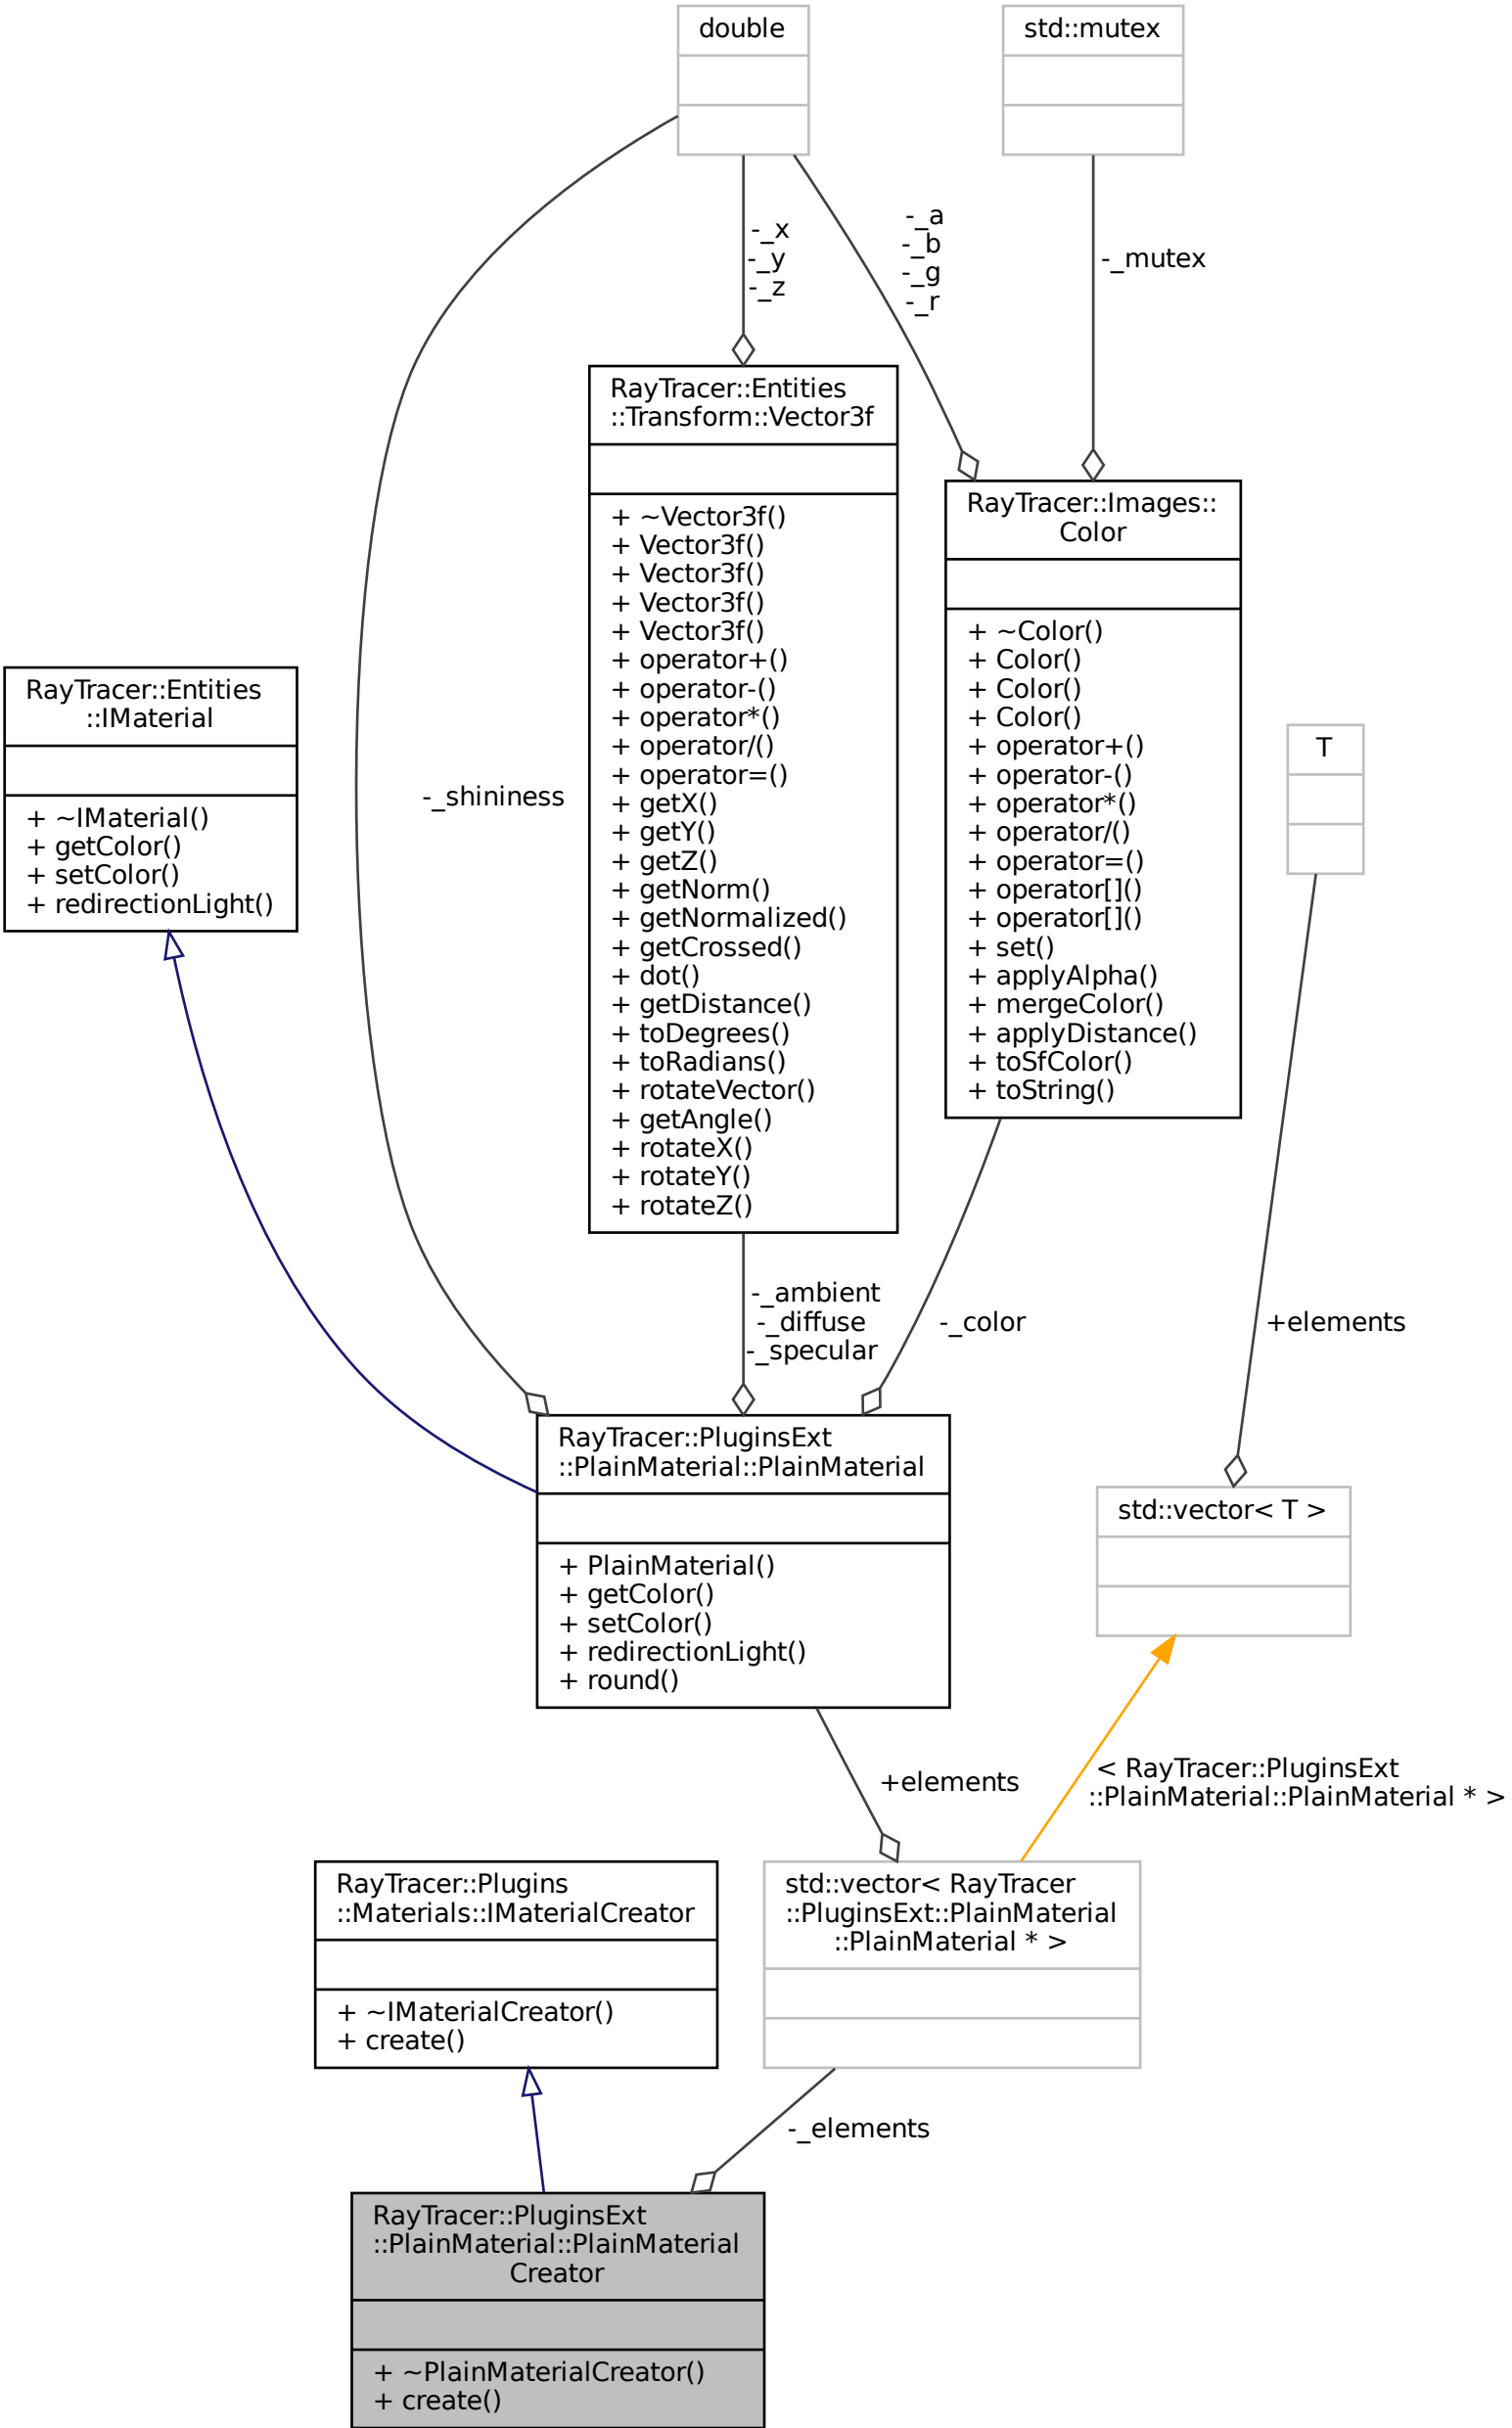 double
std::mutex
-_x
-_y
-_z
-_a
-_b
-_g
-_r
-_mutex
RayTracer::Entities
::Transform::Vector3f
+ ~Vector3f()
+ Vector3f()
+ Vector3f()
+ Vector3f()
+ Vector3f()
+ operator+()
+ operator-()
+ operator*()
+ operator/()
+ operator=()
+ getX()
+ getY()
+ getZ()
+ getNorm()
+ getNormalized()
+ getCrossed()
+ dot()
+ getDistance()
+ toDegrees()
+ toRadians()
+ rotateVector()
+ getAngle()
+ rotateX()
+ rotateY()
+ rotateZ()
RayTracer::Images::
Color
+ ~Color()
+ Color()
+ Color()
+ Color()
+ operator+()
+ operator-()
+ operator*()
+ operator/()
+ operator=()
+ operator[]()
+ operator[]()
+ set()
+ applyAlpha()
+ mergeColor()
+ applyDistance()
+ toSfColor()
+ toString()
RayTracer::Entities
::IMaterial
+ ~IMaterial()
+ getColor()
+ setColor()
+ redirectionLight()
T
-_shininess
-_ambient
-_diffuse
-_specular
-_color
+elements
RayTracer::PluginsExt
::PlainMaterial::PlainMaterial
+ PlainMaterial()
+ getColor()
+ setColor()
+ redirectionLight()
+ round()
std::vector< T >
+elements
< RayTracer::PluginsExt
::PlainMaterial::PlainMaterial * >
RayTracer::Plugins
::Materials::IMaterialCreator
+ ~IMaterialCreator()
+ create()
std::vector< RayTracer
::PluginsExt::PlainMaterial
::PlainMaterial * >
-_elements
RayTracer::PluginsExt
::PlainMaterial::PlainMaterial
Creator
+ ~PlainMaterialCreator()
+ create()